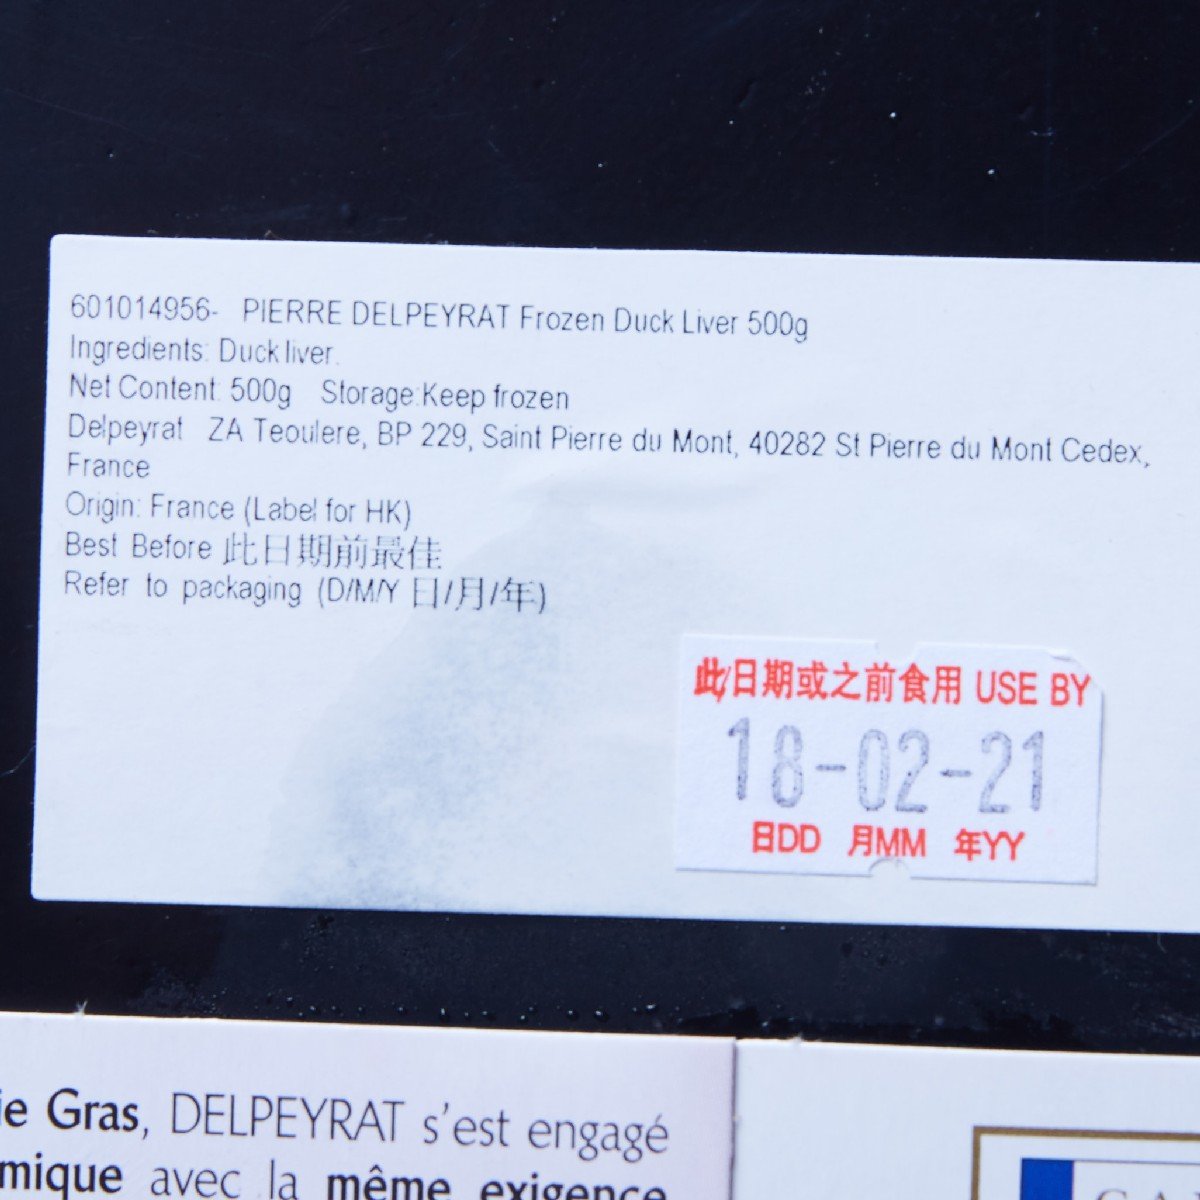 601014956- PIERRE DELPEYRAT Frozen Duck Liver 500g
Ingredients: Duck liver.
Net Content: 500g Storage:Keep frozen
Delpeyrat ZA Teoulere, BP 229, Saint Pierre du Mont, 40282 St Pierre du Mont Cedex,
France
Origin: France (Label for HK)
Best Before 此日期前最佳
Refer to packaging (D/M/Y 日/月/年)
此日期或之前食用 USE BY
18-02-21
日DD 月MM 年YY
Gras, DELPEYRAT s'est engagé
avec la même exigence